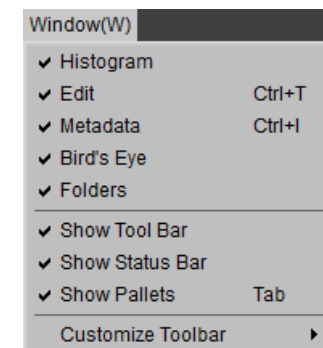 Window(W)
Histogram
Edit Ctrl+T
Metadata Ctrl+I
Bird's Eye
Folders
Show Tool Bar
Show Status Bar
Show Pallets Tab
Customize Toolbar